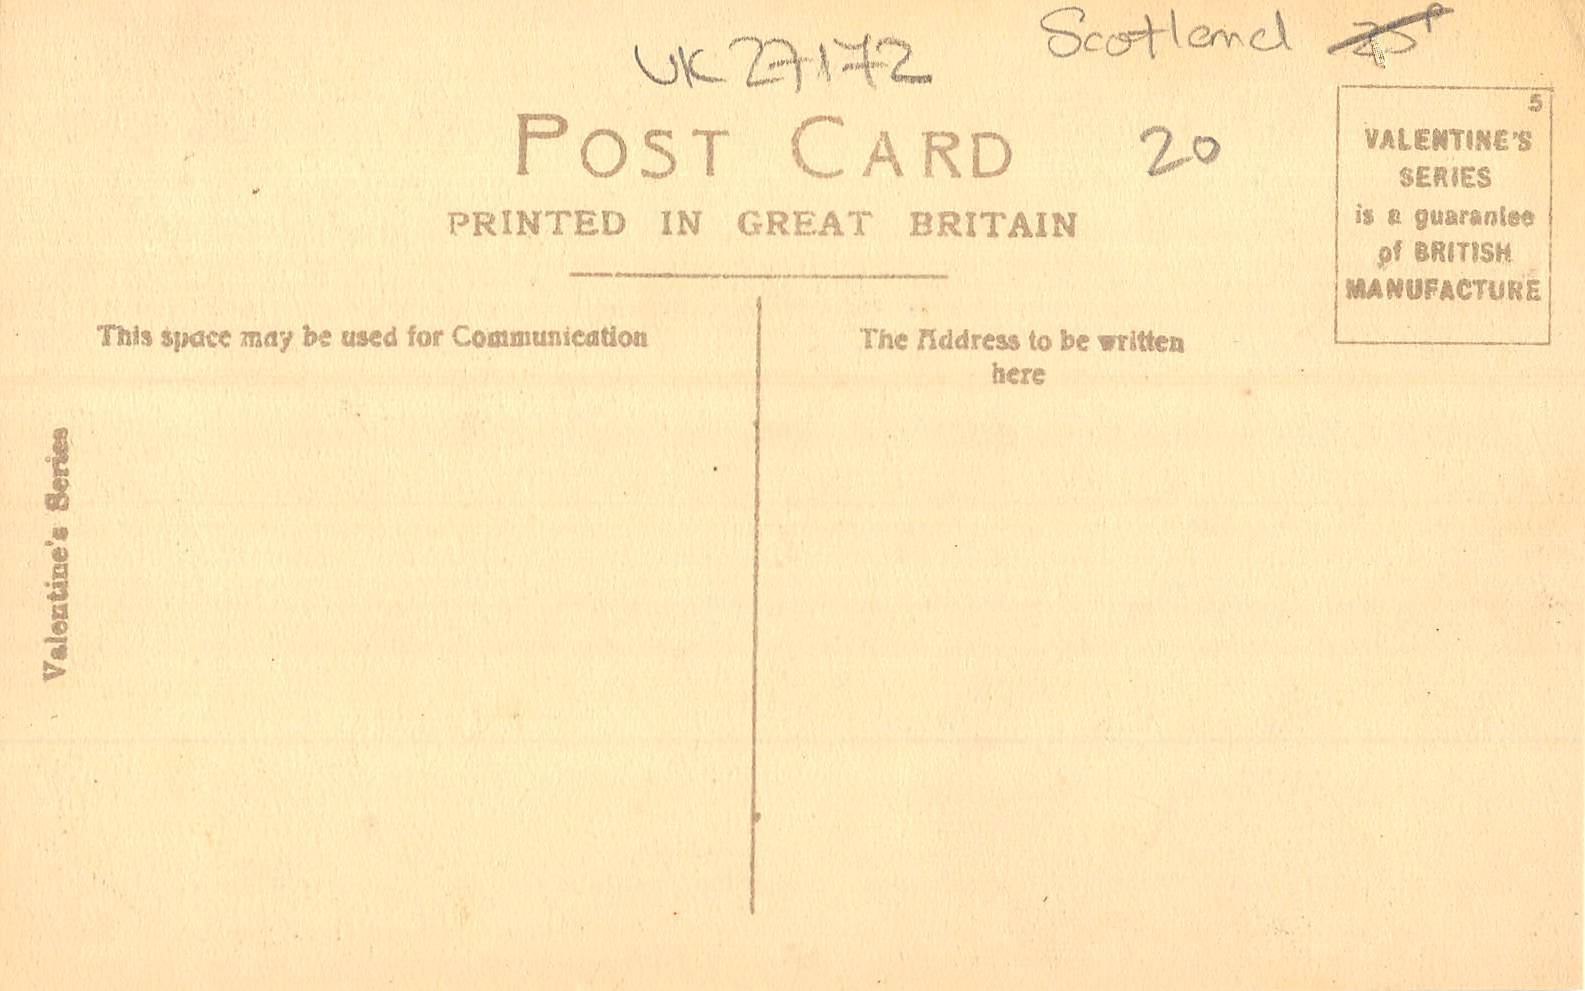 UK 27172
Scotland 75P
POST CARD
20
PRINTED IN GREAT BRITAIN
5
VALENTINE'S
SERIES
is a guarantee
of BRITISH
MANUFACTURE
This space may be used for Communication
The Address to be written
here
Valentine's Series